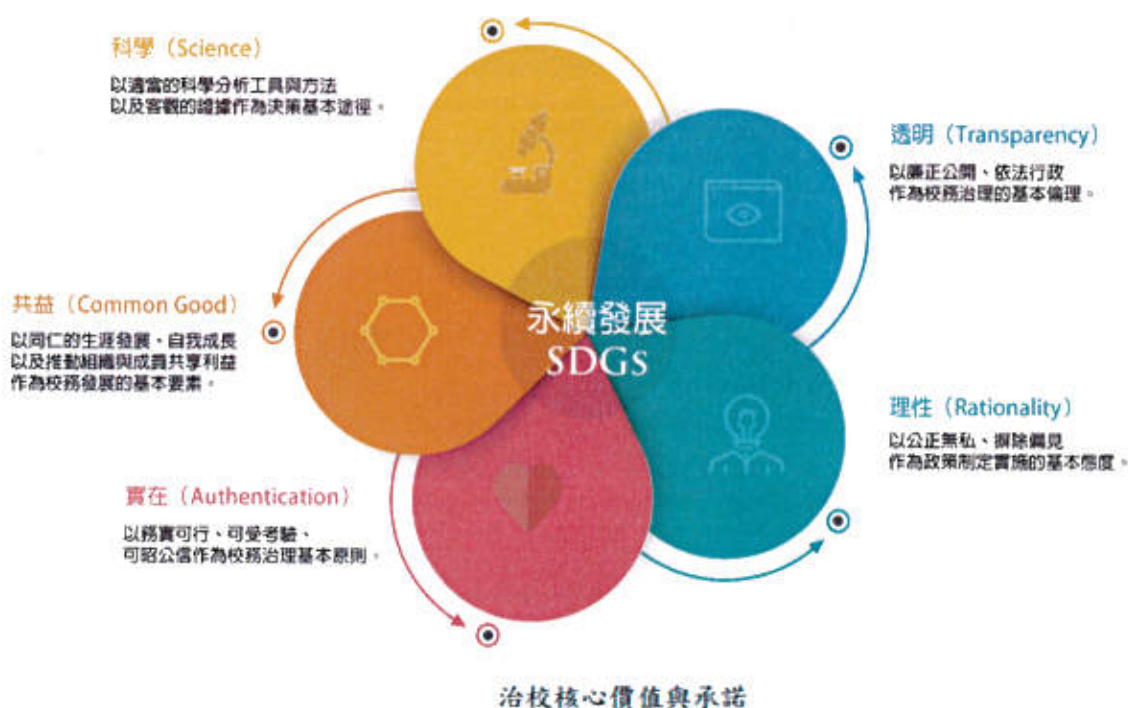 科學（Science）
以適當的科學分析工具與方法
以及客觀的證據作為決策基本途徑。
透明（Transparency）
以廉正公開、依法行政
作為校務治理的基本倫理。
共益（Common Good）
以同仁的生涯發展、自我成長
以及推動組織與成員共享利益
作為校務發展的基本要素。
永續發展
SDGs
理性（Rationality）
以公正無私、摒除偏見
作為政策制定實施的基本態度。
實在（Authentication）
以務實可行、可受考驗、
可昭公信作為校務治理基本原則。
治校核心價值與承諾